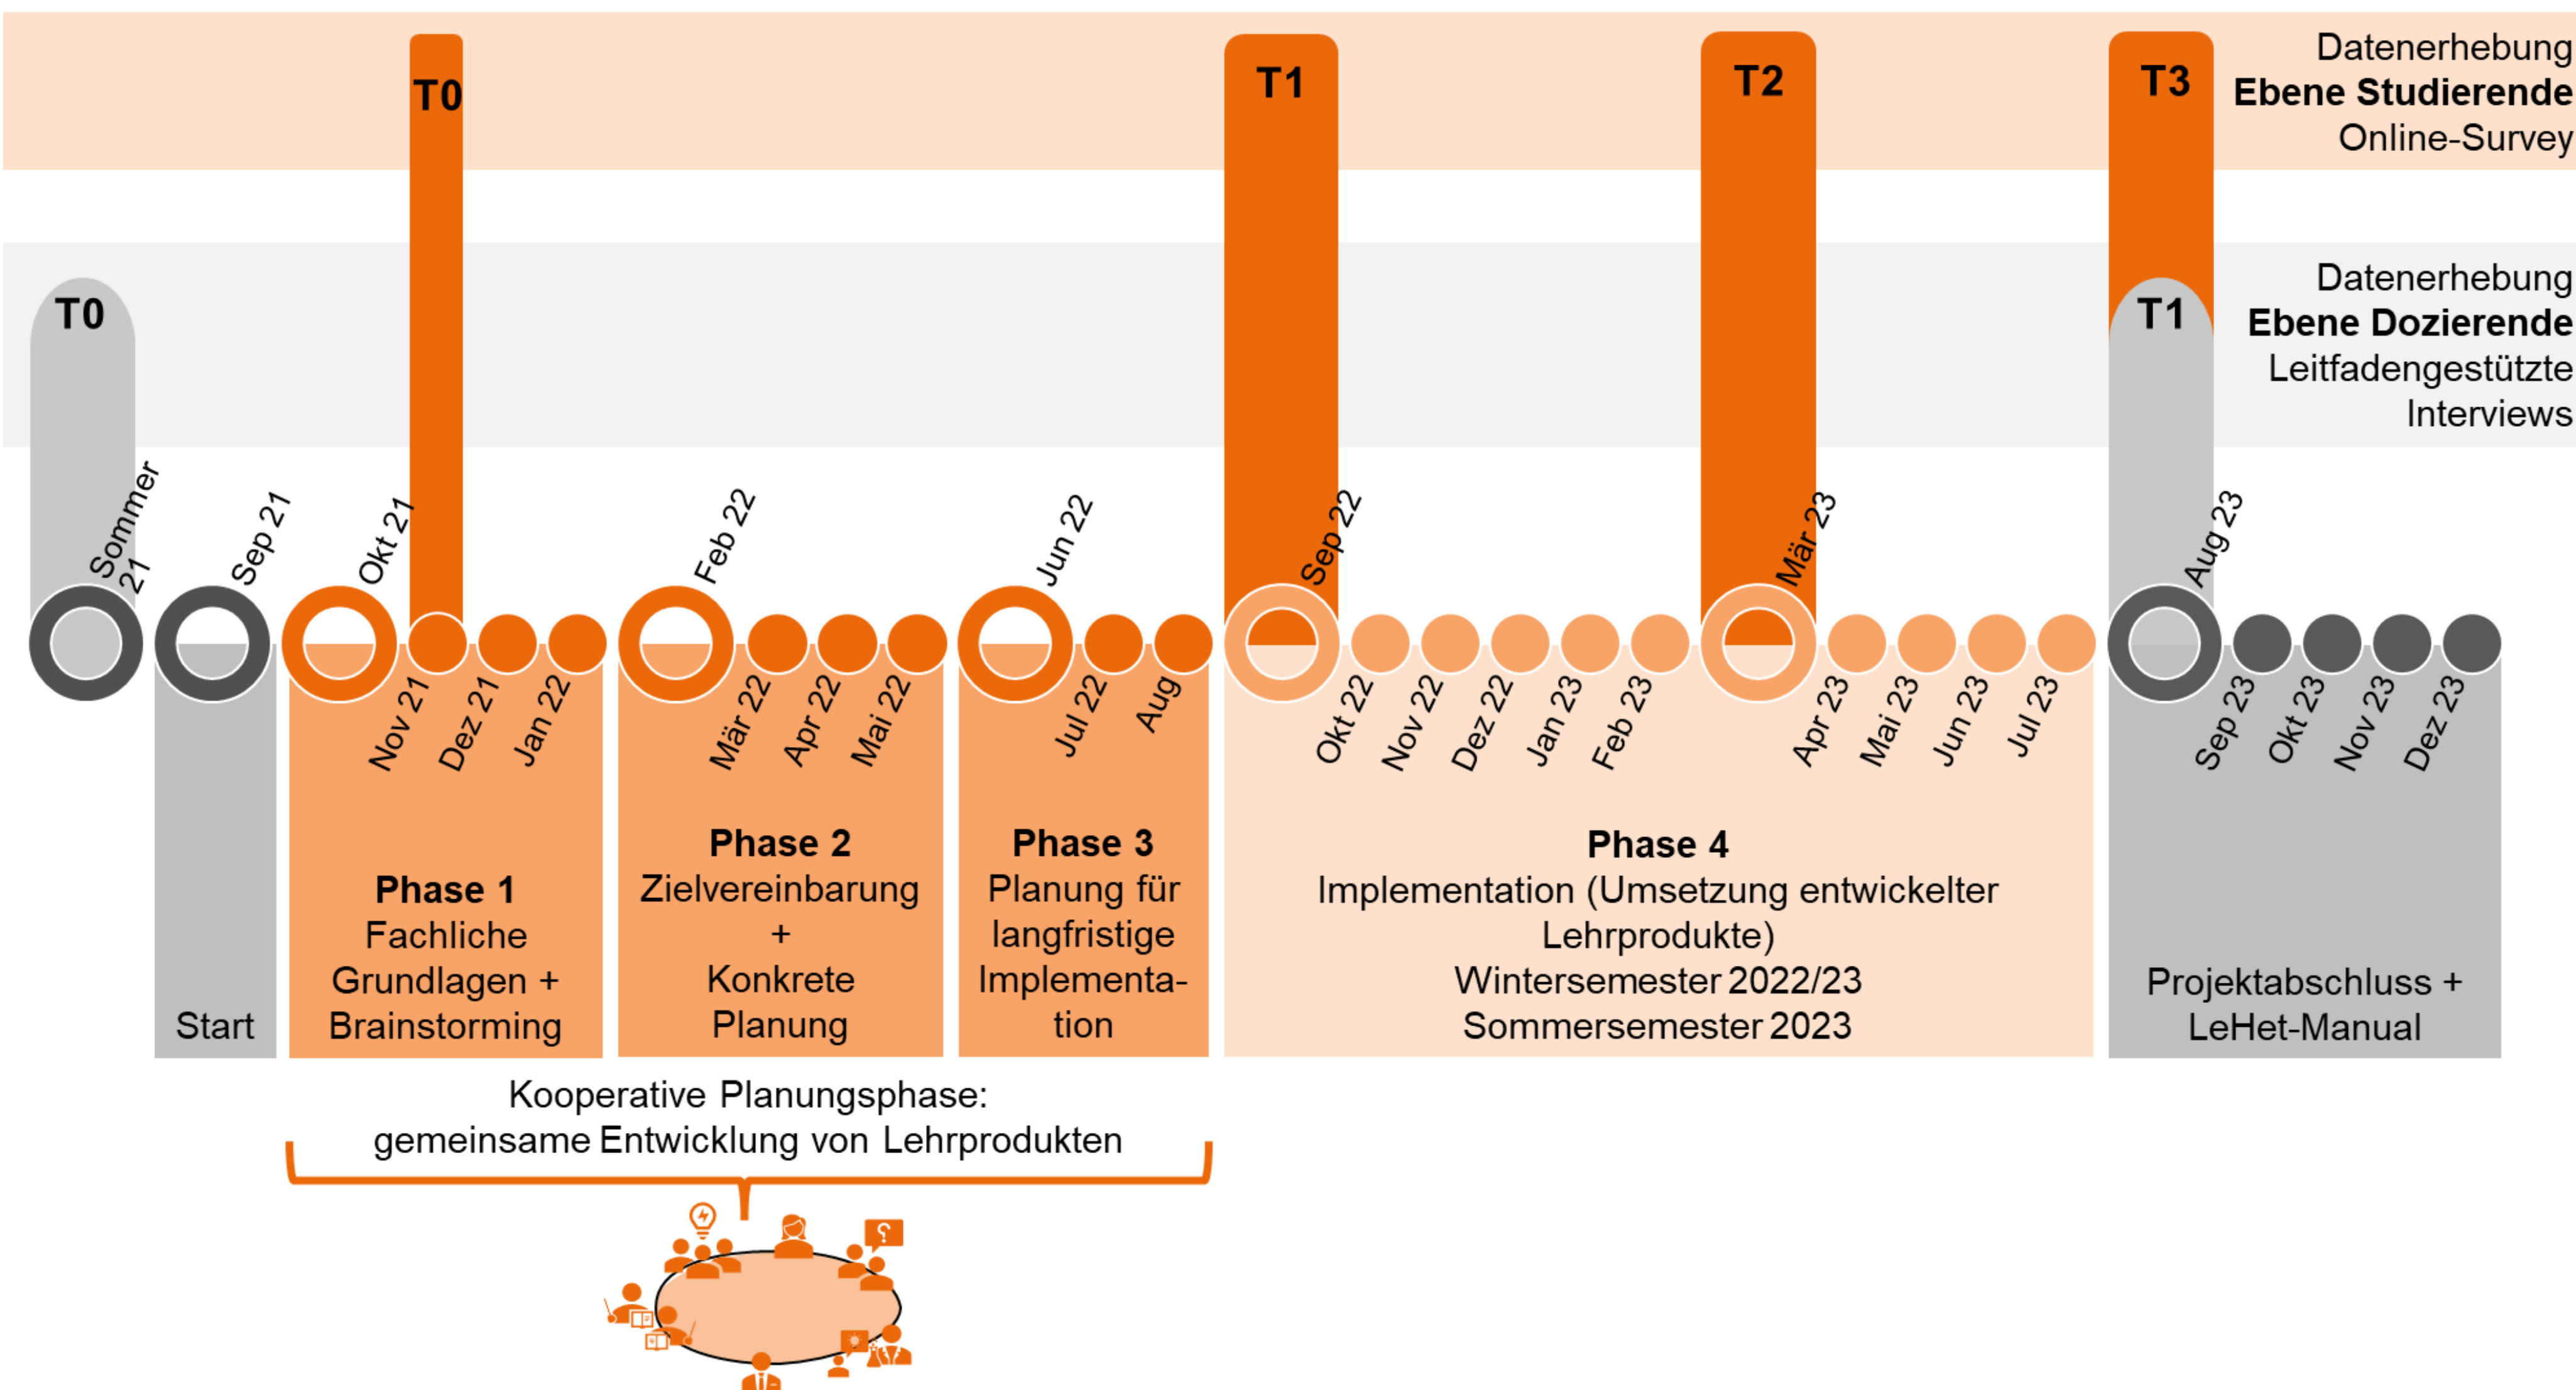 T0
T1
T2
T3
Datenerhebung
Ebene Studierende
Online-Survey
T0
T1
Datenerhebung
Ebene Dozierende
Leitfadengestützte
Interviews
Sommer
21
Sep 21
Okt 21
Feb 22
Jun 22
Sep 22
Mär 23
Aug 23
Nov 21
Dez 21
Jan 22
Mär 22
Apr 22
Mai 22
Jul 22
Aug
Okt 22
Nov 22
Dez 22
Jan 23
Feb 23
Apr 23
Mai 23
Jun 23
Jul 23
Sep 23
Okt 23
Nov 23
Dez 23
Start
Phase 1
Fachliche
Grundlagen +
Brainstorming
Phase 2
Zielvereinbarung
+
Konkrete
Planung
Phase 3
Planung für
langfristige
Implementa-
tion
Phase 4
Implementation (Umsetzung entwickelter
Lehrprodukte)
Wintersemester 2022/23
Sommersemester 2023
Projektabschluss +
LeHet-Manual
Kooperative Planungsphase:
gemeinsame Entwicklung von Lehrprodukten
?